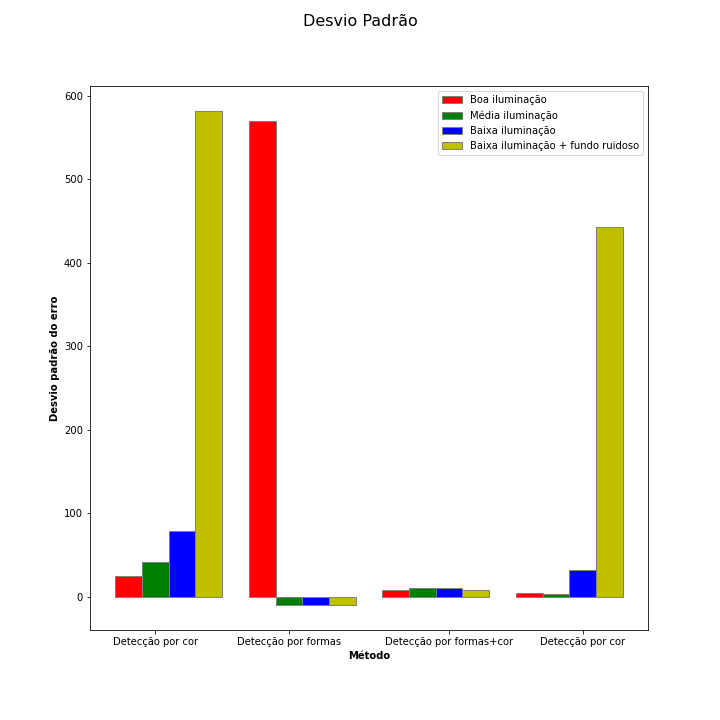 Desvio Padrão
Boa iluminação
Média iluminação
Baixa iluminação
Baixa iluminação + fundo ruidoso
600
500
400
300
200
100
0
Desvio padrão do erro
Detecção por cor
Detecção por formas
Detecção por formas+cor
Detecção por cor
Método